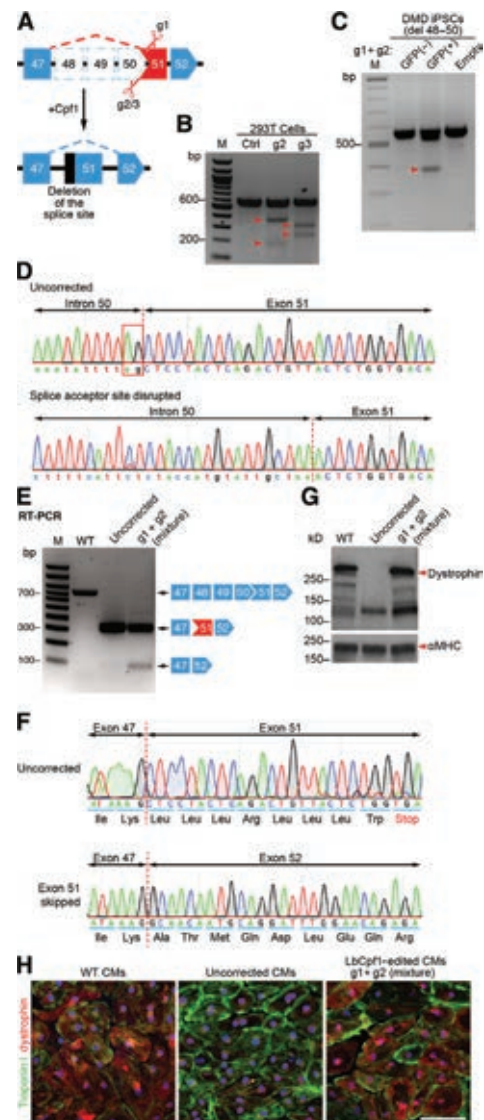 A
g1
47 48 49 50 51 52
g2/3
+Cpf1
47 51 52
Deletion
of the
splice site
B
293T Cells
M Ctrl g2 g3
bp
600
200
C
DMD iPSCs
(del 48-50)
g1+g2: GFP(-) GFP(+) Empty
M
bp
500
D
Uncorrected
Intron 50 Exon 51
Splice acceptor site disrupted
Intron 50 Exon 51
E
RT-PCR
M WT Uncorrected g1+g2 (mixture)
bp
700
300
100
47 48 49 50 51 52
47 51
47 52
G
kD WT Uncorrected g1+g2 (mixture)
250
150
Dystrophin
250
150
αMHC
F
Exon 47 Exon 51
Uncorrected
Ile Lys Leu Leu Leu Arg Leu Leu Leu Trp Stop
Exon 47 Exon 52
Exon 51
skipped
Ile Lys Ala Thr Met Gln Asp Leu Glu Gln Arg
H
WT CMs Uncorrected CMs LbCpf1-edited CMs
g1+g2 (mixture)
Troponin I dystrophin